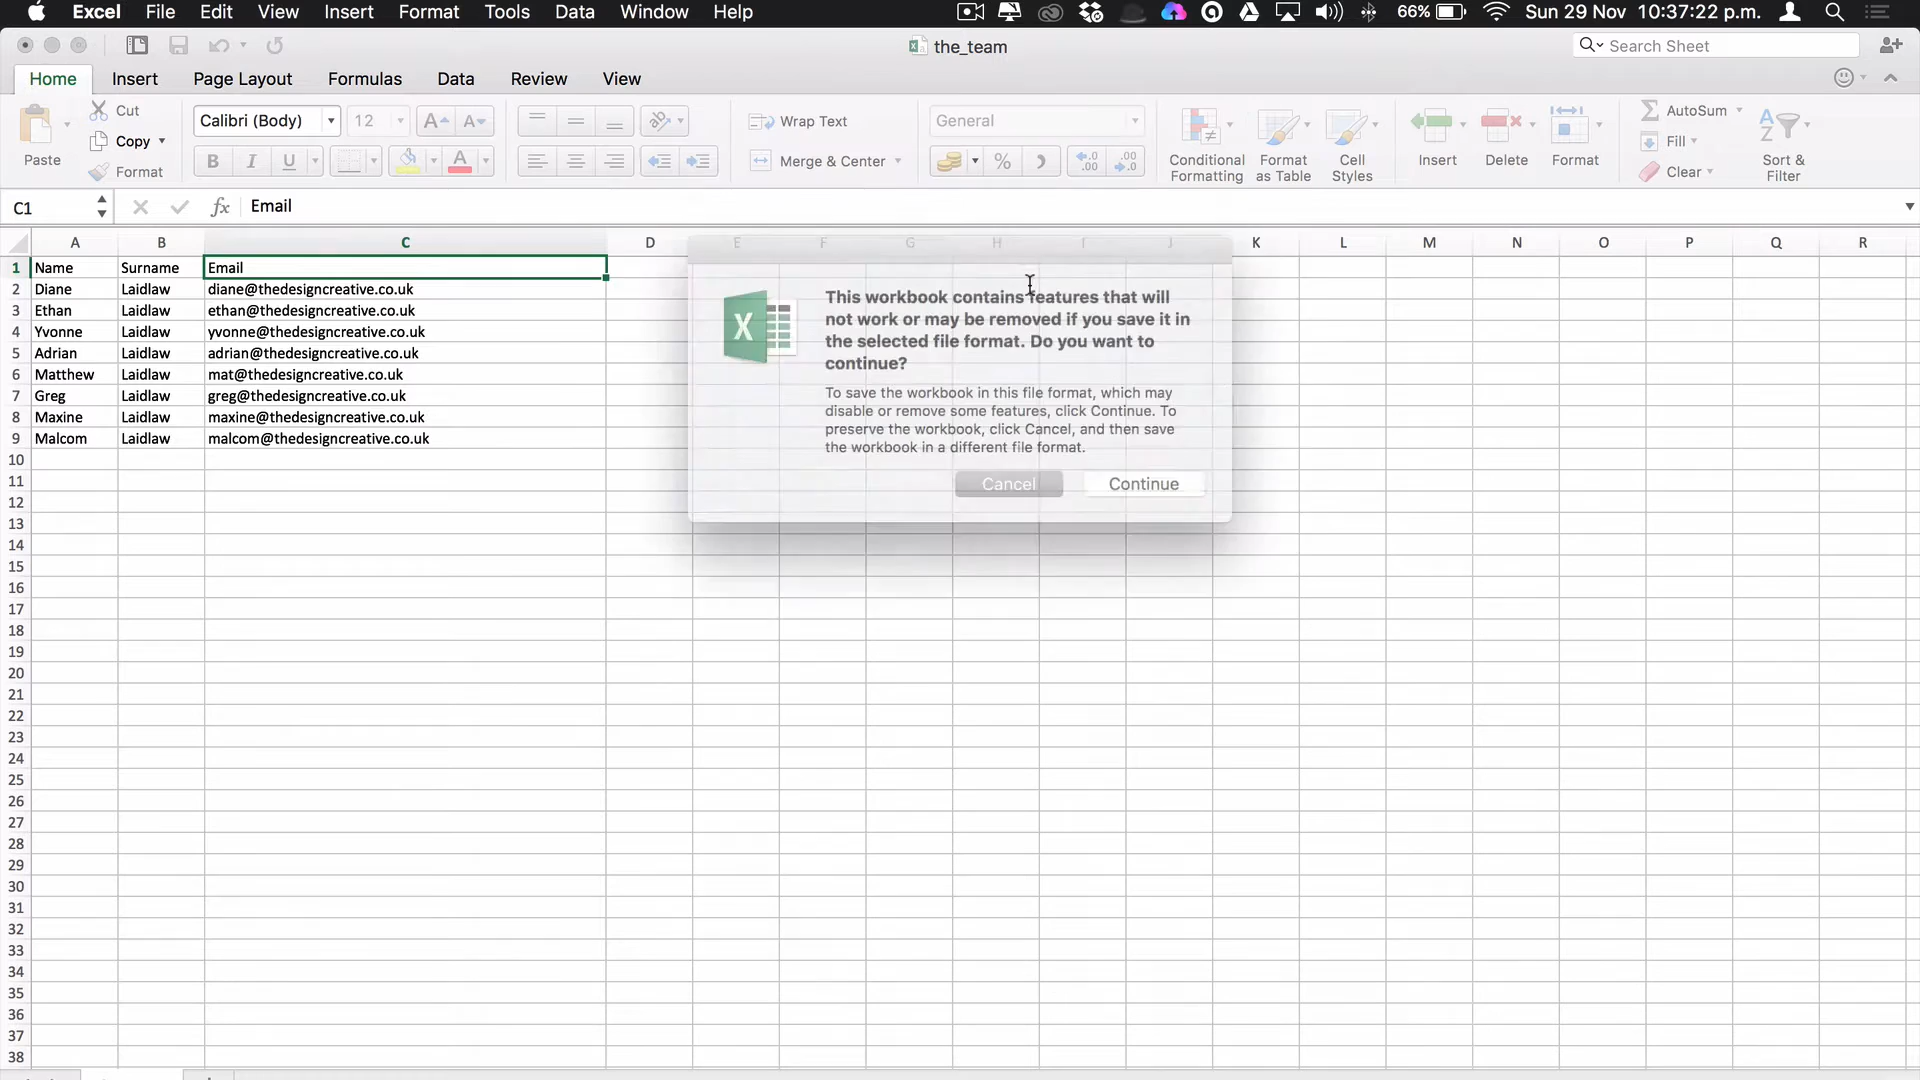 Excel File Edit View Insert Format Tools Data Window Help 66% Sun 29 Nov 10:37:22 p.m.
the_team Search Sheet
Home Insert Page Layout Formulas Data Review View
Paste Cut Copy Format
Calibri (Body) 12 A A
B I U A
Wrap Text
Merge & Center
General
%
Conditional Formatting
Format as Table
Cell Styles
Insert Delete Format
AutoSum
Fill
Clear
Sort & Filter
C1 fx Email
A B C D E F G H I J K L M N O P Q R
1 Name Surname Email
2 Diane Laidlaw diane@thedesigncreative.co.uk
3 Ethan Laidlaw ethan@thedesigncreative.co.uk
4 Yvonne Laidlaw yvonne@thedesigncreative.co.uk
5 Adrian Laidlaw adrian@thedesigncreative.co.uk
6 Matthew Laidlaw mat@thedesigncreative.co.uk
7 Greg Laidlaw greg@thedesigncreative.co.uk
8 Maxine Laidlaw maxine@thedesigncreative.co.uk
9 Malcom Laidlaw malcom@thedesigncreative.co.uk
10
11
12
13
14
15
16
17
18
19
20
21
22
23
24
25
26
27
28
29
30
31
32
33
34
35
36
37
38
This workbook contains features that will
not work or may be removed if you save it in
the selected file format. Do you want to
continue?
To save the workbook in this file format, which may
disable or remove some features, click Continue. To
preserve the workbook, click Cancel, and then save
the workbook in a different file format.
Cancel Continue